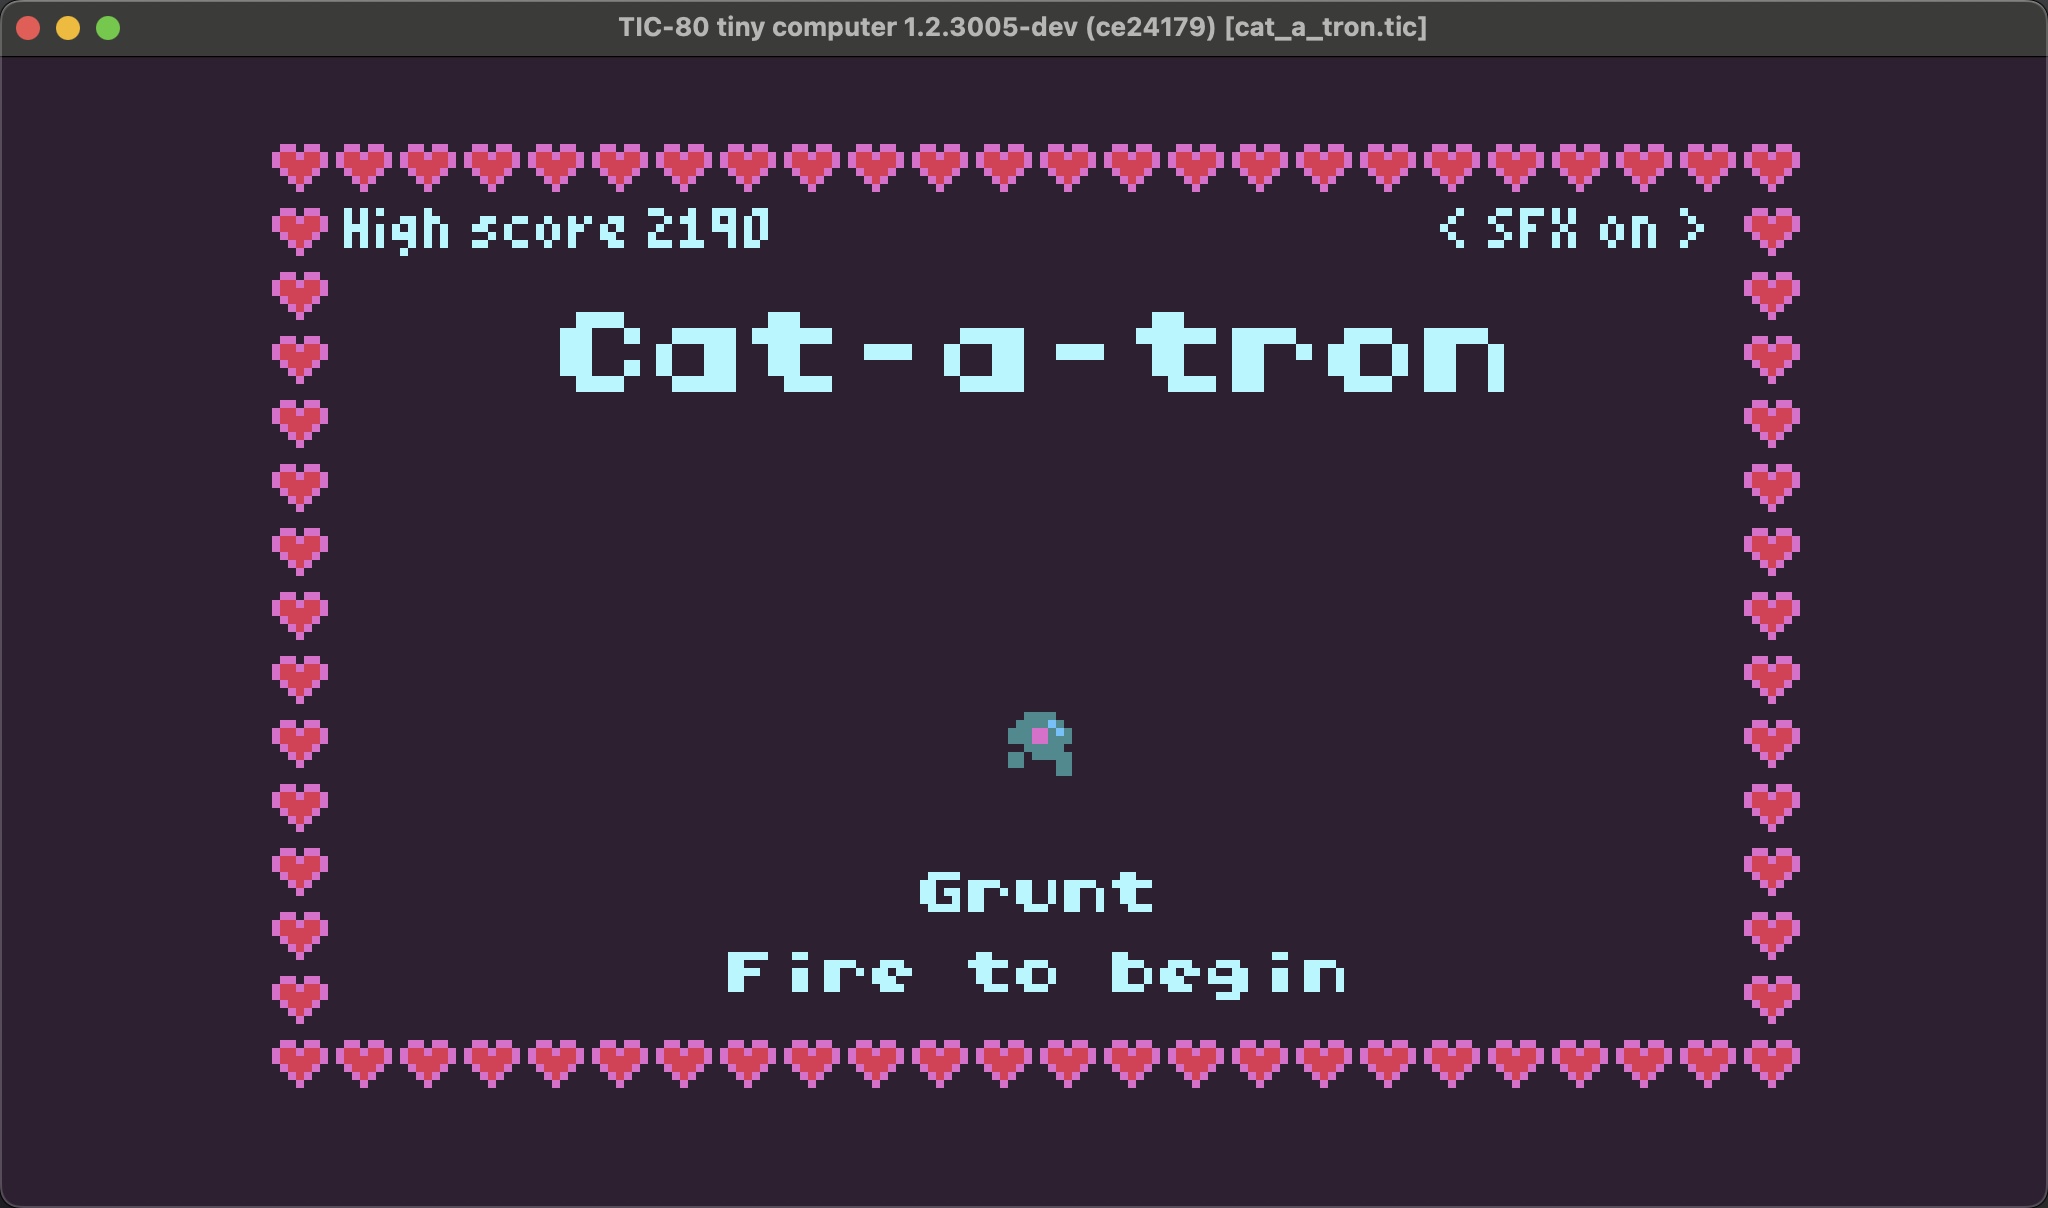 TIC-80 tiny computer 1.2.3005-dev (ce24179) [cat_a_tron.tic]
High score 2190
< SFX on >
Cat-a-tron
Grunt
Fire to begin